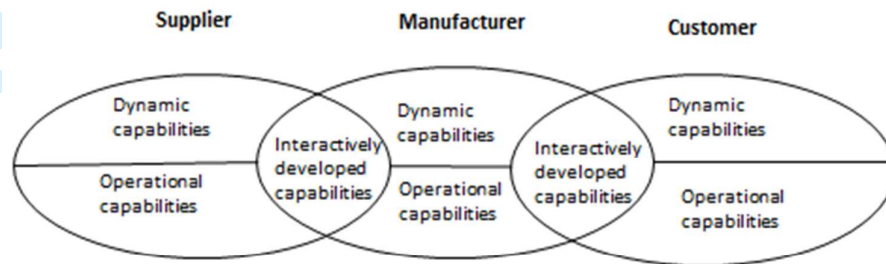 Supplier
Manufacturer
Customer
Dynamic
capabilities
Operational
capabilities
Interactively
developed
capabilities
Dynamic
capabilities
Operational
capabilities
Interactively
developed
capabilities
Dynamic
capabilities
Operational
capabilities